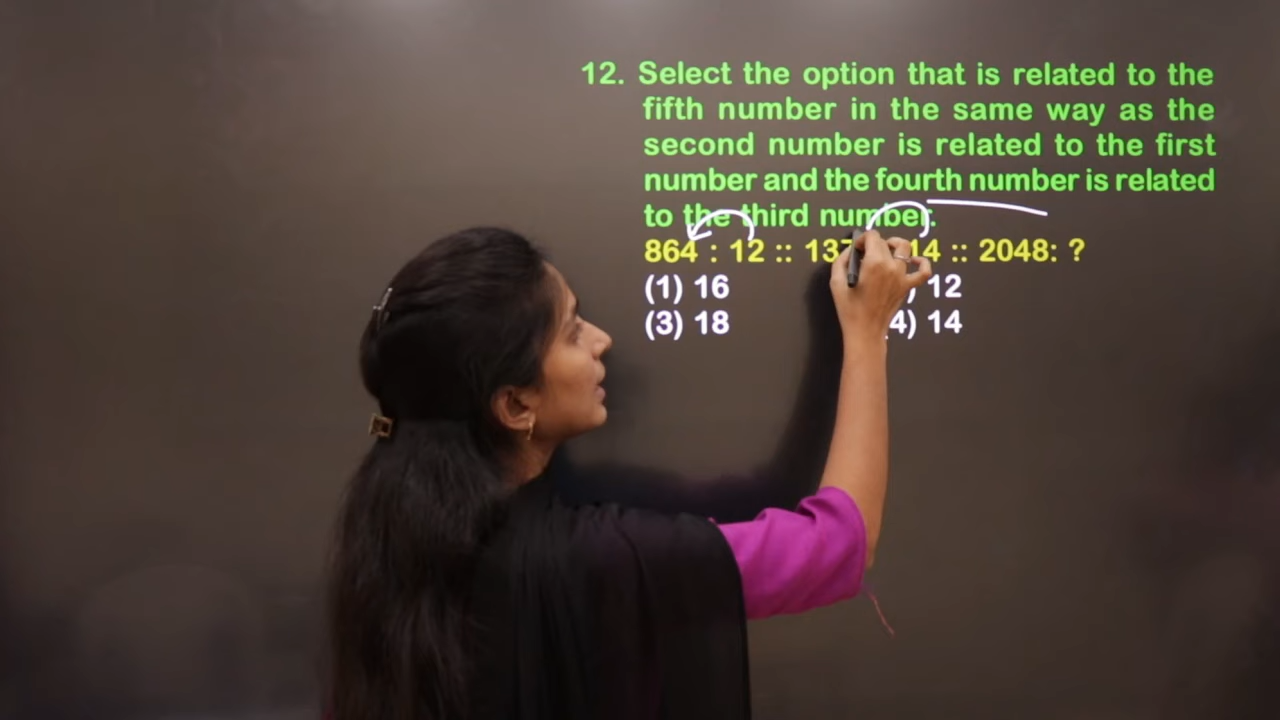 12. Select the option that is related to the
fifth number in the same way as the
second number is related to the first
number and the fourth number is related
to the third number.
864 : 12 :: 14 :: 2048: ?
(1) 16 12
(3) 18 4) 14